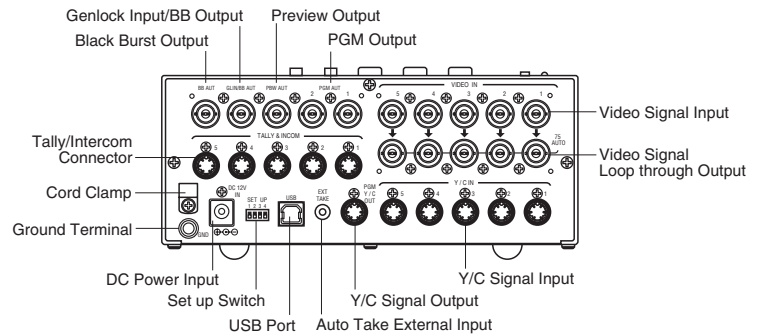 Genlock Input/BB Output
Preview Output
Black Burst Output
PGM Output
BB AUT
GLIN/BB AUT
PBW AUT
PGM AUT
2
1
VIDEO IN
5
4
3
2
1
Video Signal Input
TALLY & INCOM
75
AUTO
Tally/Intercom
Connector
5
4
3
2
1
Video Signal
Loop through Output
Cord Clamp
DC 12V
IN
SET UP
1 2 3 4
USB
EXT
TAKE
PGM
Y / C
OUT
Y / C IN
5
4
3
2
1
Ground Terminal
GND
DC Power Input
Set up Switch
USB Port
Auto Take External Input
Y/C Signal Output
Y/C Signal Input